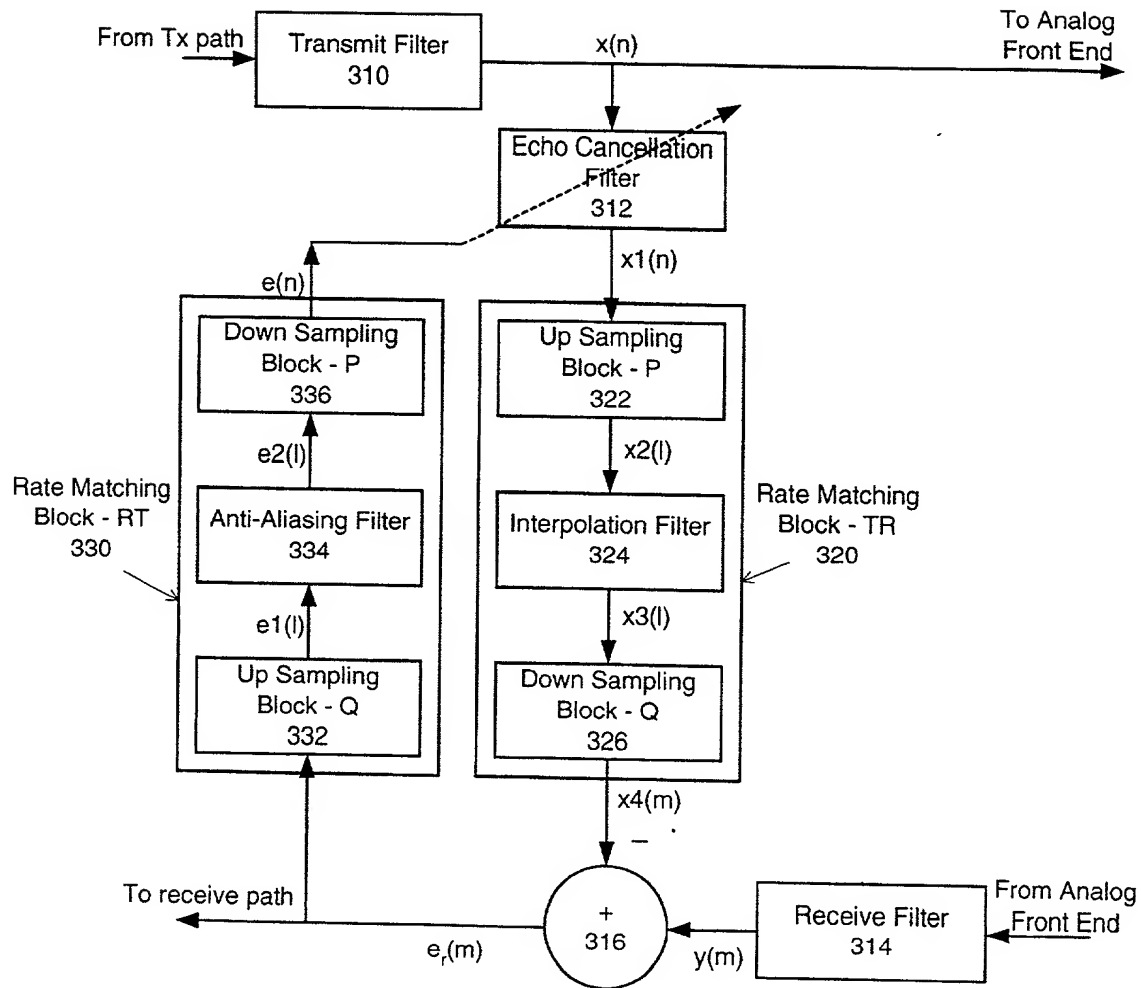 From Tx path
Transmit Filter
310
x(n)
To Analog
Front End
Echo Cancellation
Filter
312
e(n)
x1(n)
Down Sampling
Block - P
336
Up Sampling
Block - P
322
e2(l)
x2(l)
Rate Matching
Block - RT
330
Anti-Aliasing Filter
334
Interpolation Filter
324
Rate Matching
Block - TR
320
e1(l)
x3(l)
Up Sampling
Block - Q
332
Down Sampling
Block - Q
326
x4(m)
–
To receive path
e_r(m)
+
316
y(m)
Receive Filter
314
From Analog
Front End